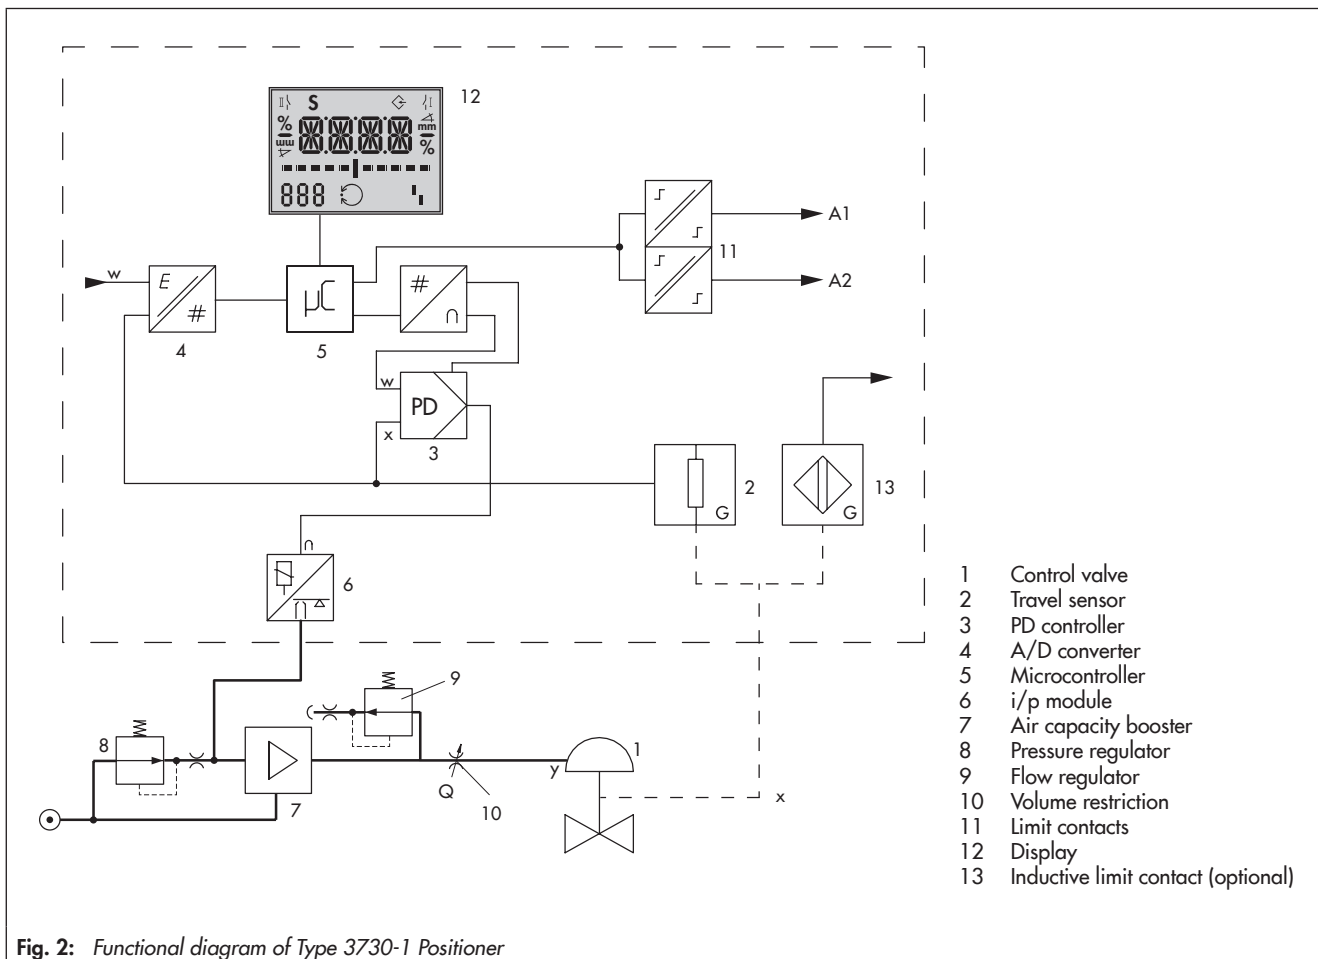 12
S
%
mm
mm
%
888
A1
11
A2
w
E
#
µC
#
∩
4
5
w
PD
x
3
2
G
13
G
∩
6
9
8
7
Q
10
y
1
x
1 Control valve
2 Travel sensor
3 PD controller
4 A/D converter
5 Microcontroller
6 i/p module
7 Air capacity booster
8 Pressure regulator
9 Flow regulator
10 Volume restriction
11 Limit contacts
12 Display
13 Inductive limit contact (optional)
Fig. 2: Functional diagram of Type 3730-1 Positioner